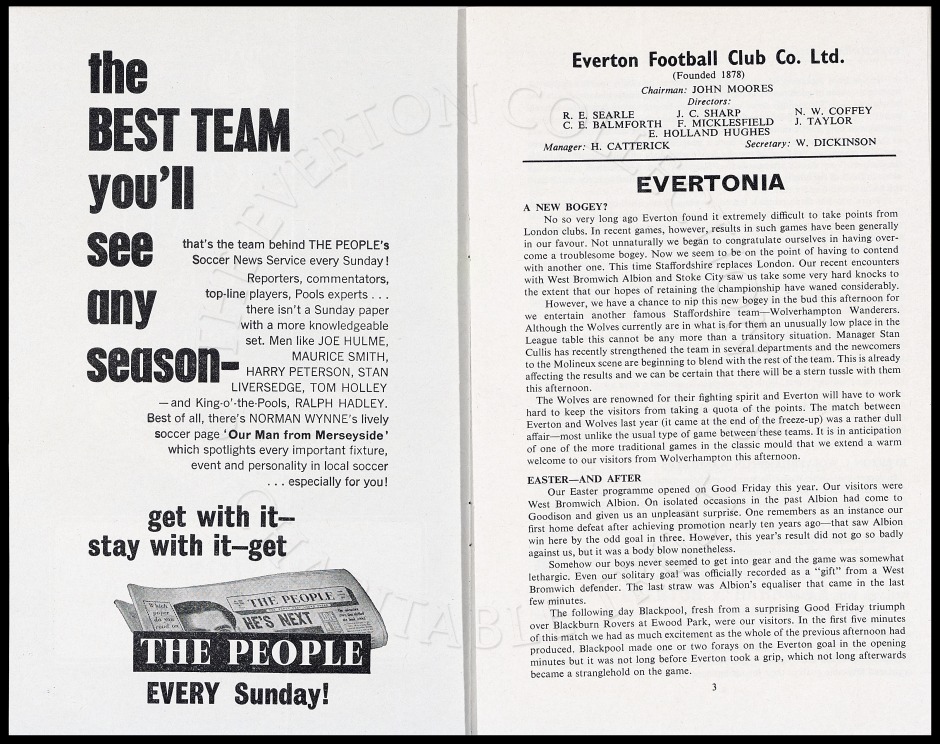 the
BEST TEAM
you'll
see
any
season-
that's the team behind THE PEOPLE's
Soccer News Service every Sunday!
Reporters, commentators,
top-line players, Pools experts . . .
there isn't a Sunday paper
with a more knowledgeable
set. Men like JOE HULME,
MAURICE SMITH,
HARRY PETERSON, STAN
LIVERSEDGE, TOM HOLLEY
— and King-o'-the-Pools, RALPH HADLEY.
Best of all, there's NORMAN WYNNE's lively
soccer page 'Our Man from Merseyside'
which spotlights every important fixture,
event and personality in local soccer
. . . especially for you!
get with it—
stay with it—get
THE PEOPLE
HE'S NEXT
THE PEOPLE
EVERY Sunday!
Everton Football Club Co. Ltd.
(Founded 1878)
Chairman: JOHN MOORES
Directors:
R. E. SEARLE J. C. SHARP N. W. COFFEY
C. E. BALMFORTH F. MICKLESFIELD J. TAYLOR
E. HOLLAND HUGHES
Manager: H. CATTERICK Secretary: W. DICKINSON
EVERTONIA
A NEW BOGEY?
No so very long ago Everton found it extremely difficult to take points from
London clubs. In recent games, however, results in such games have been generally
in our favour. Not unnaturally we began to congratulate ourselves in having over-
come a troublesome bogey. Now we seem to be on the point of having to contend
with another one. This time Staffordshire replaces London. Our recent encounters
with West Bromwich Albion and Stoke City saw us take some very hard knocks to
the extent that our hopes of retaining the championship have waned considerably.
However, we have a chance to nip this new bogey in the bud this afternoon for
we entertain another famous Staffordshire team—Wolverhampton Wanderers.
Although the Wolves currently are in what is for them an unusually low place in the
League table this cannot be any more than a transitory situation. Manager Stan
Cullis has recently strengthened the team in several departments and the newcomers
to the Molineux scene are beginning to blend with the rest of the team. This is already
affecting the results and we can be certain that there will be a stern tussle with them
this afternoon.
The Wolves are renowned for their fighting spirit and Everton will have to work
hard to keep the visitors from taking a quota of the points. The match between
Everton and Wolves last year (it came at the end of the freeze-up) was a rather dull
affair—most unlike the usual type of game between these teams. It is in anticipation
of one of the more traditional games in the classic mould that we extend a warm
welcome to our visitors from Wolverhampton this afternoon.
EASTER—AND AFTER
Our Easter programme opened on Good Friday this year. Our visitors were
West Bromwich Albion. On isolated occasions in the past Albion had come to
Goodison and given us an unpleasant surprise. One remembers as an instance our
first home defeat after achieving promotion nearly ten years ago—that saw Albion
win here by the odd goal in three. However, this year's result did not go so badly
against us, but it was a body blow nonetheless.
Somehow our boys never seemed to get into gear and the game was somewhat
lethargic. Even our solitary goal was officially recorded as a "gift" from a West
Bromwich defender. The last straw was Albion's equaliser that came in the last
few minutes.
The following day Blackpool, fresh from a surprising Good Friday triumph
over Blackburn Rovers at Ewood Park, were our visitors. In the first five minutes
of this match we had as much excitement as the whole of the previous afternoon had
produced. Blackpool made one or two forays on the Everton goal in the opening
minutes but it was not long before Everton took a grip, which not long afterwards
became a stranglehold on the game.
3